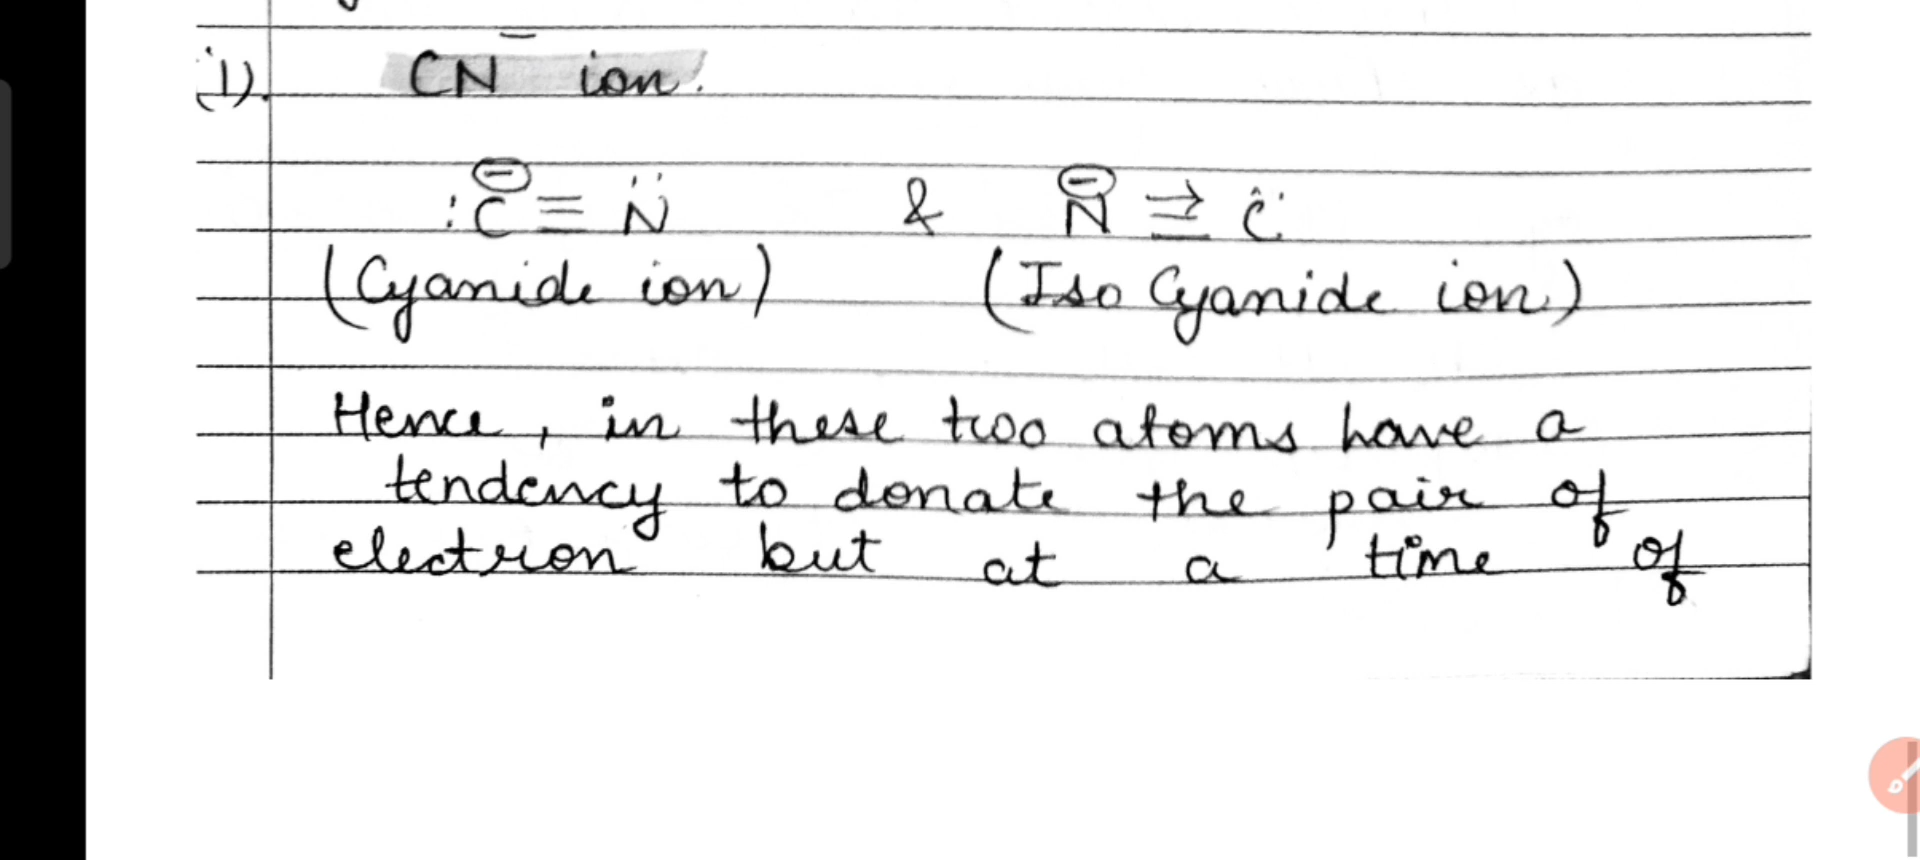 i). CN⁻ ion.
:C⊖ ≡ N̈ & N⊖ ⇉ C̈
(Cyanide ion) (Iso Cyanide ion)
Hence, in these two atoms have a
tendency to donate the pair of
electron but at a time of